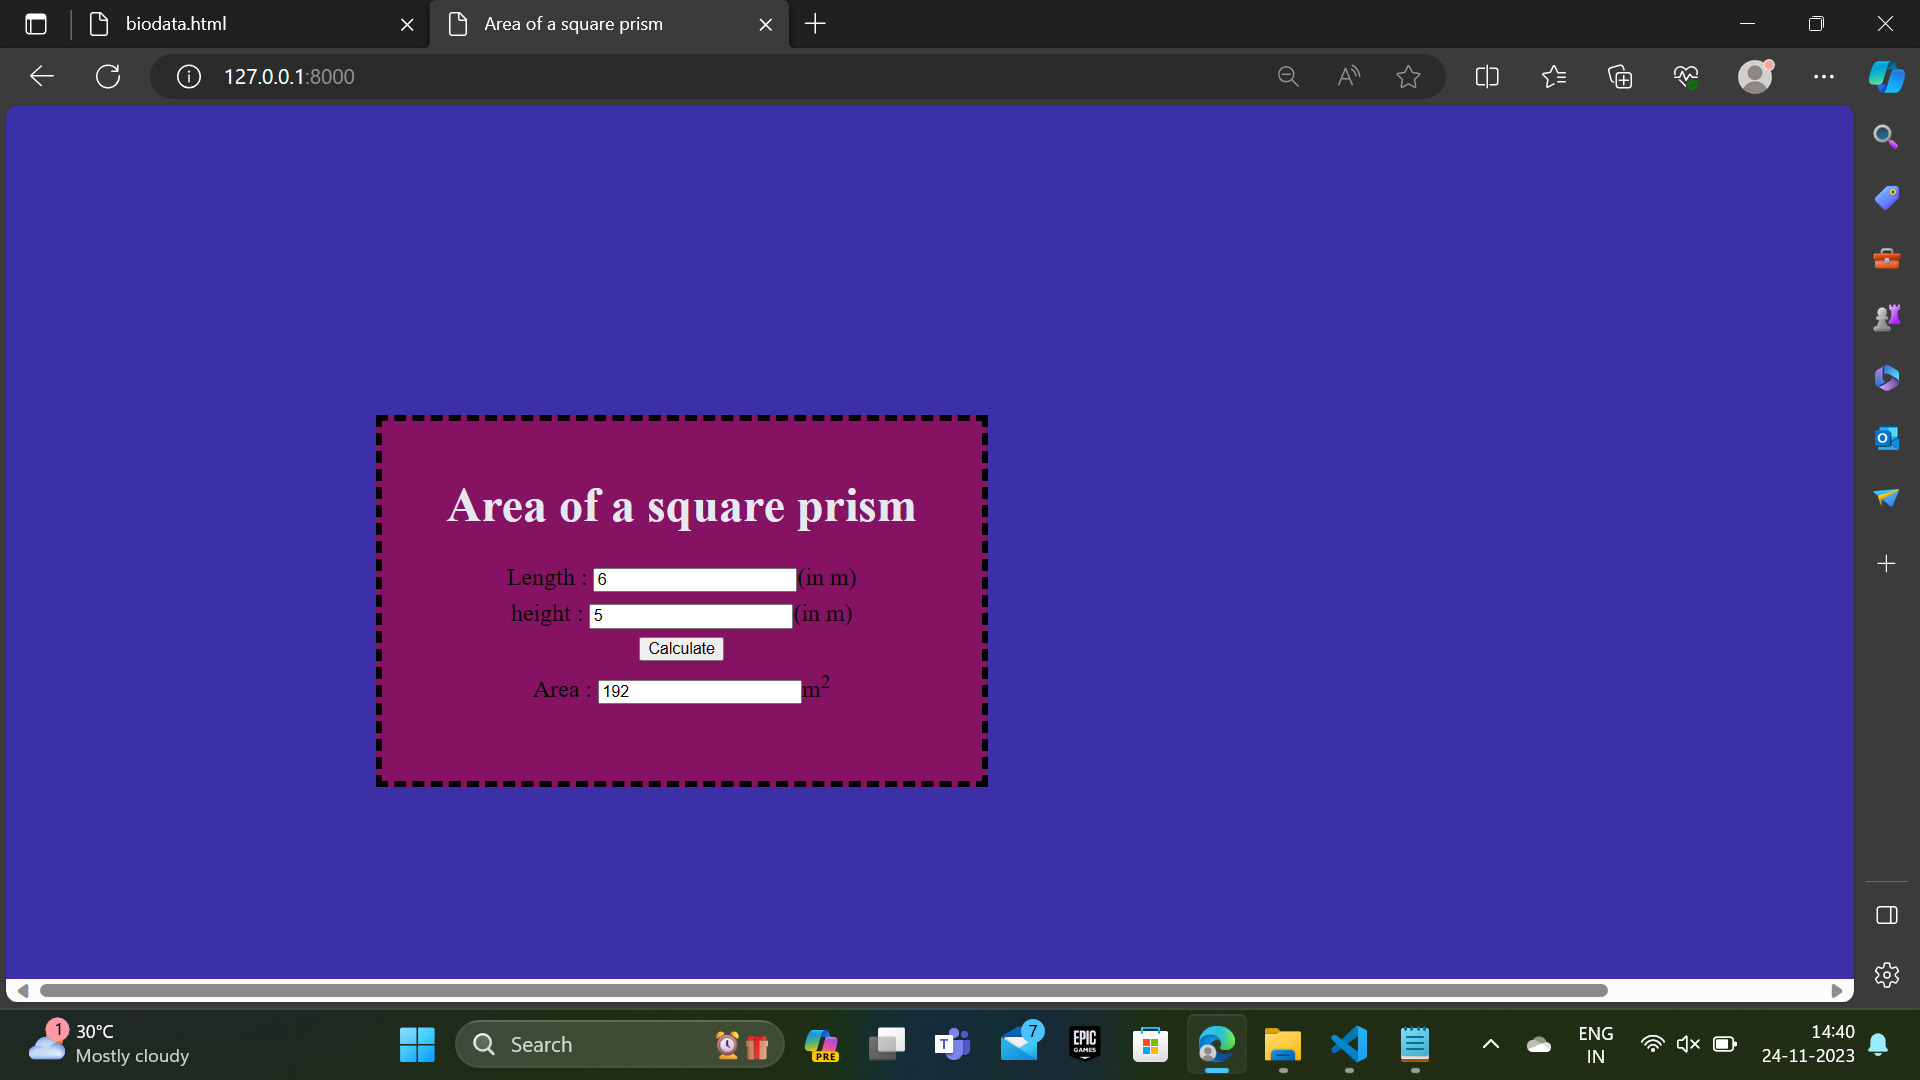 biodata.html
Area of a square prism
127.0.0.1:8000
Area of a square prism
Length : 6 (in m)
height : 5 (in m)
Calculate
Area : 192 m²
1
30°C
Mostly cloudy
Search
PRE
T
7
EPIC
GAMES
ENG
IN
14:40
24-11-2023